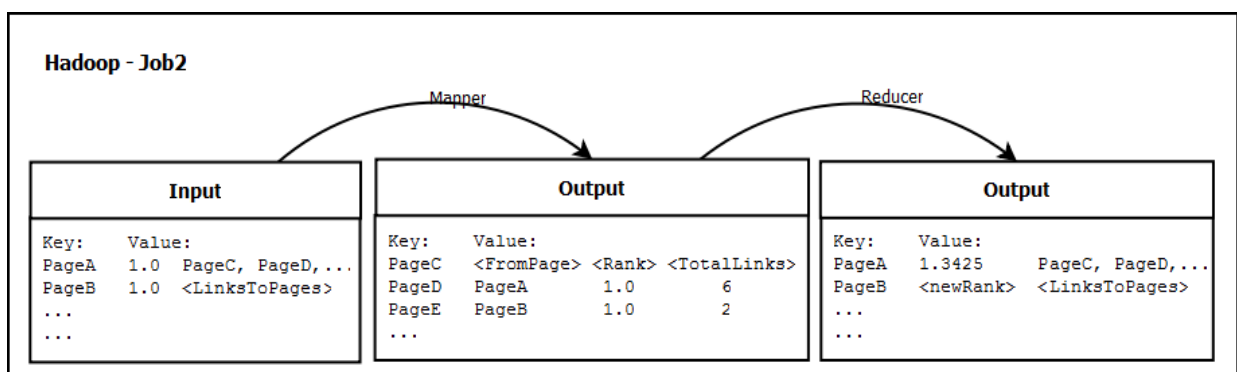 Hadoop - Job2
Mapper
Reducer
Input
Key: Value:
PageA 1.0 PageC, PageD,...
PageB 1.0 <LinksToPages>
...
...
Output
Key: Value:
PageC <FromPage> <Rank> <TotalLinks>
PageD PageA 1.0 6
PageE PageB 1.0 2
...
Output
Key: Value:
PageA 1.3425 PageC, PageD,...
PageB <newRank> <LinksToPages>
...
...